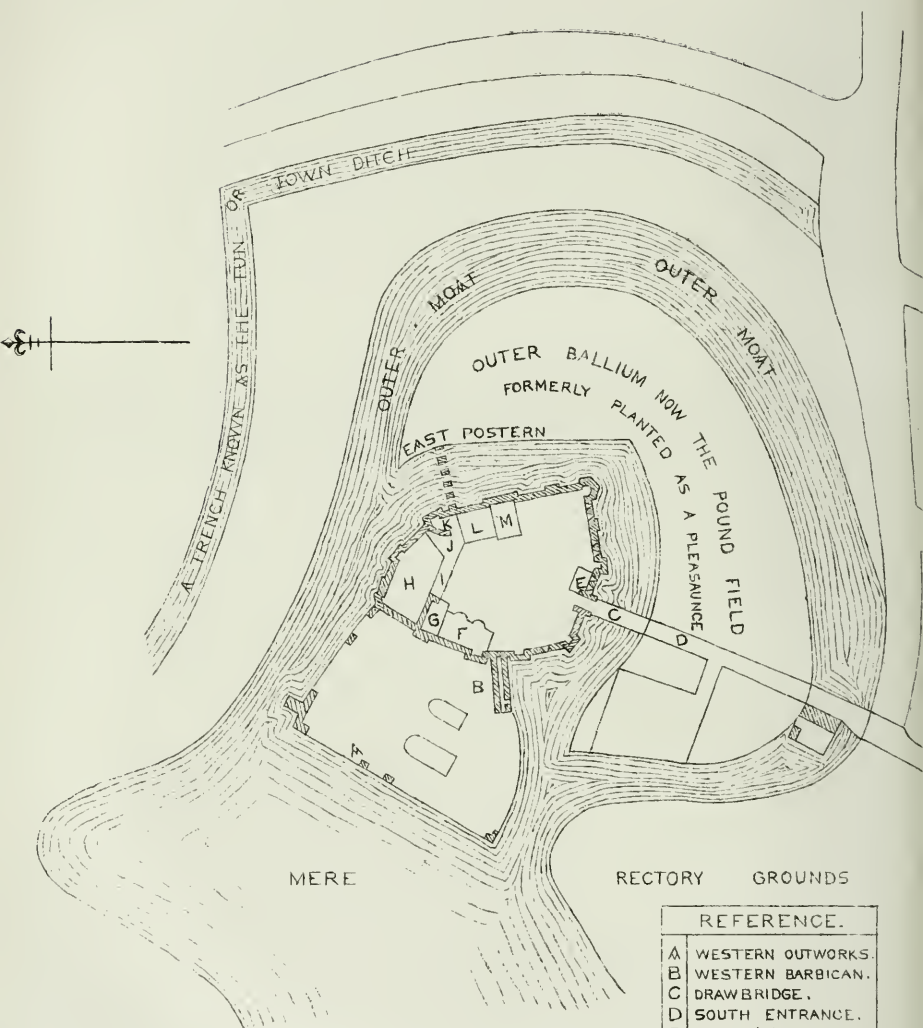 A TRENCH KNOWN AS THE FUN OR TOWN DITCH
OUTER MOAT
OUTER MOAT
OUTER BALLIUM NOW THE POUND FIELD
FORMERLY PLANTED AS A PLEASAUNCE
EAST POSTERN
K
L
M
J
H
I
E
G
F
C
D
B
A
MERE
RECTORY GROUNDS
REFERENCE.
A WESTERN OUTWORKS.
B WESTERN BARBICAN.
C DRAWBRIDGE.
D SOUTH ENTRANCE.